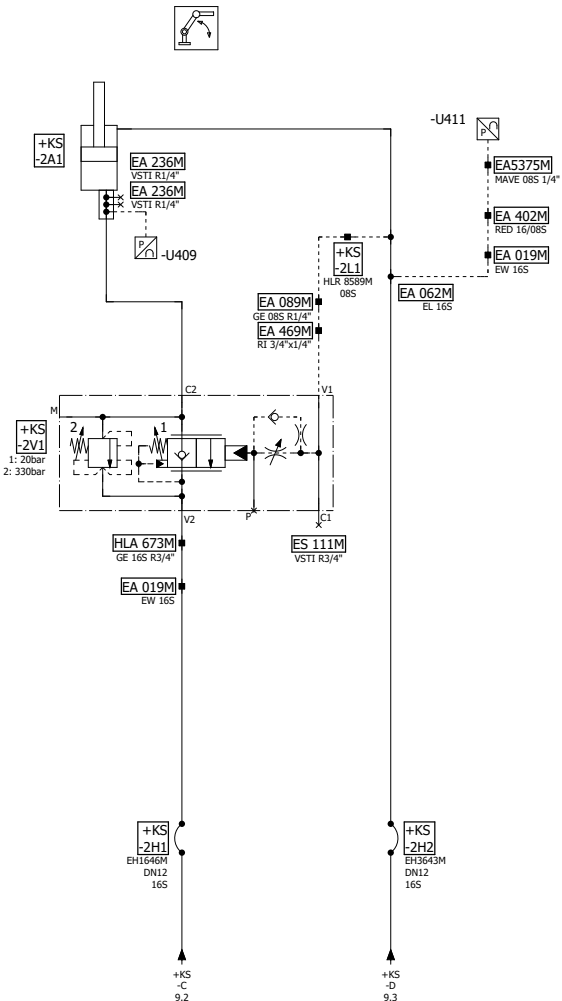 -U411
P
+KS
-2A1
EA 236M
VSTI R1/4"
EA 236M
VSTI R1/4"
EA5375M
MAVE 08S 1/4"
EA 402M
RED 16/08S
P
-U409
+KS
-2L1
HLR 8589M
08S
EA 019M
EW 16S
EA 062M
EL 16S
EA 089M
GE 08S R1/4"
EA 469M
RI 3/4"x1/4"
C2
V1
M
+KS
-2V1
1: 20bar
2: 330bar
2
1
V2
P
C1
HLA 673M
GE 16S R3/4"
ES 111M
VSTI R3/4"
EA 019M
EW 16S
+KS
-2H1
EH1646M
DN12
16S
+KS
-2H2
EH3643M
DN12
16S
+KS
-C
9.2
+KS
-D
9.3